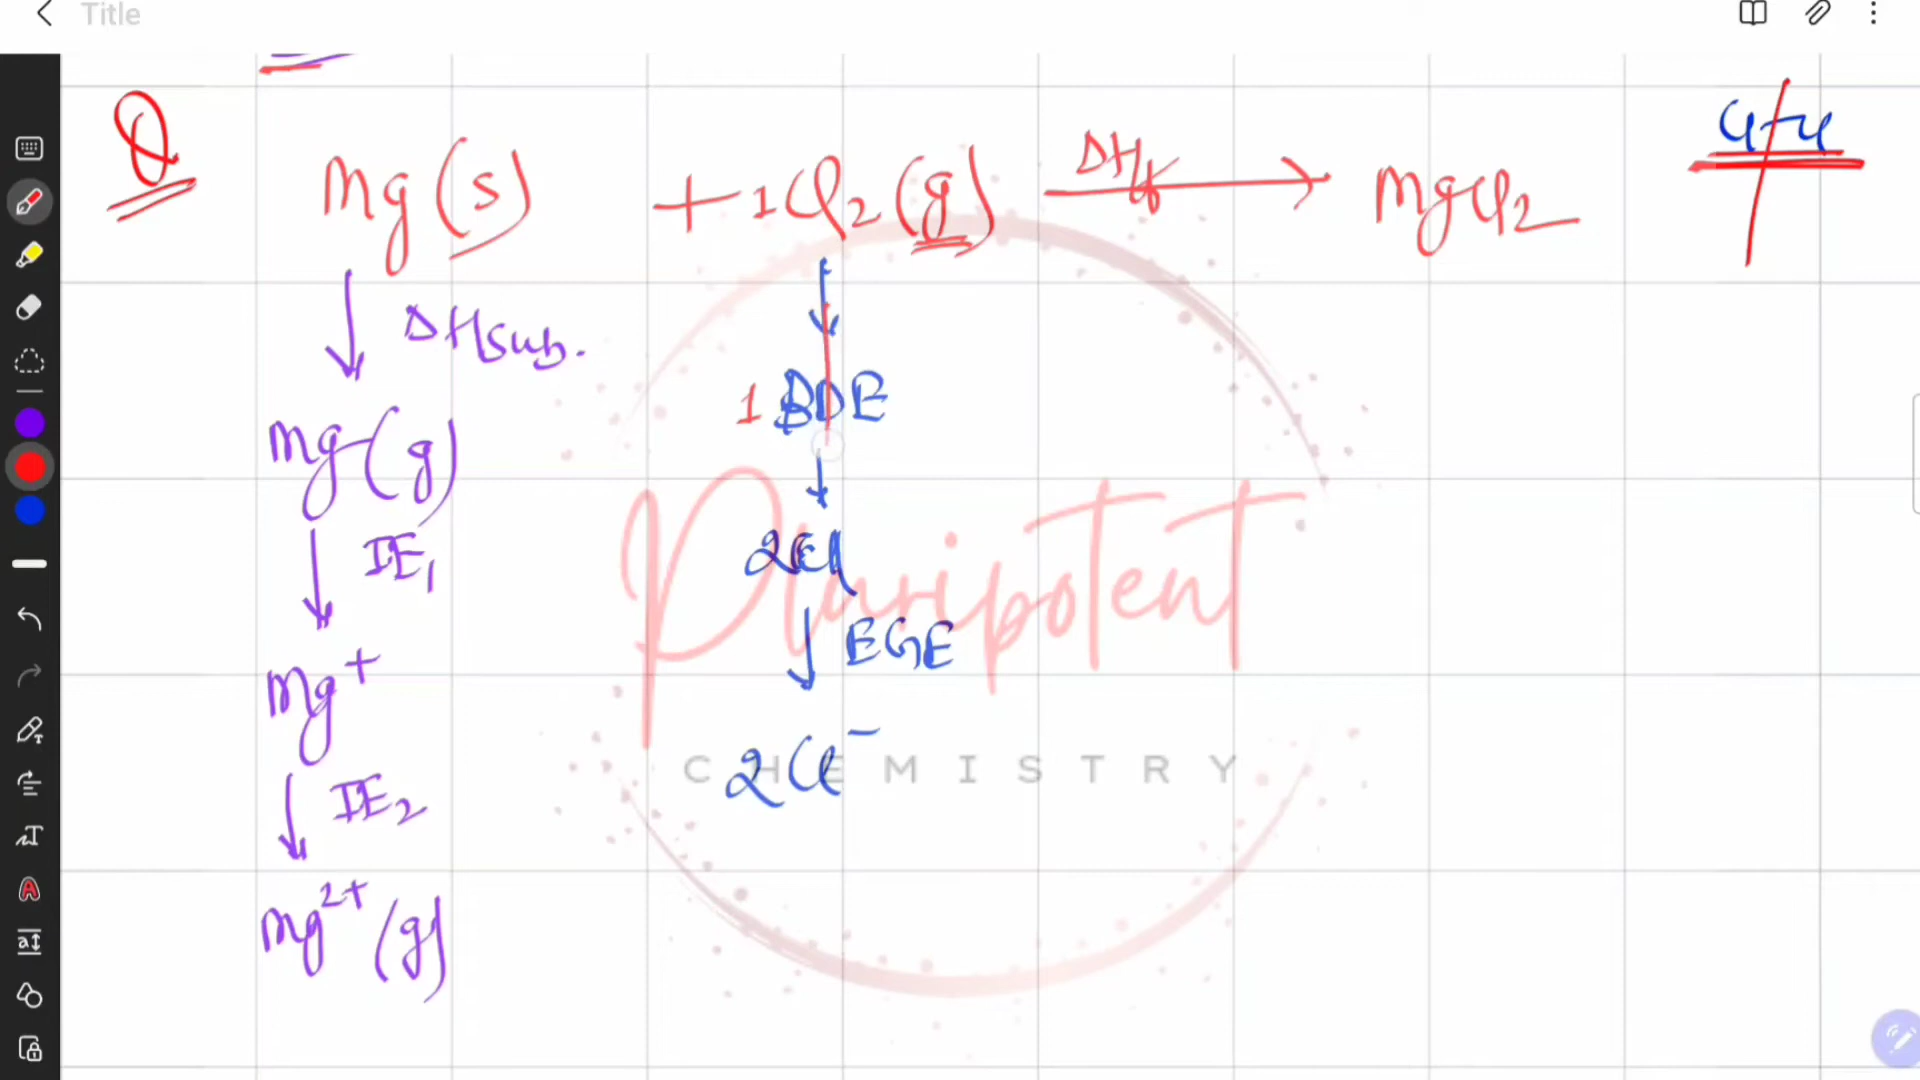 Title
Q Mg(s) + 1Cl₂(g) ΔHf → MgCl₂
↓ ΔHsub.
1 BDE
Mg(g)
2Cl
↓ IE₁
↓ EGE
Mg⁺
2Cl⁻
↓ IE₂
Mg²⁺(g)
Pluripotent
CHEMISTRY